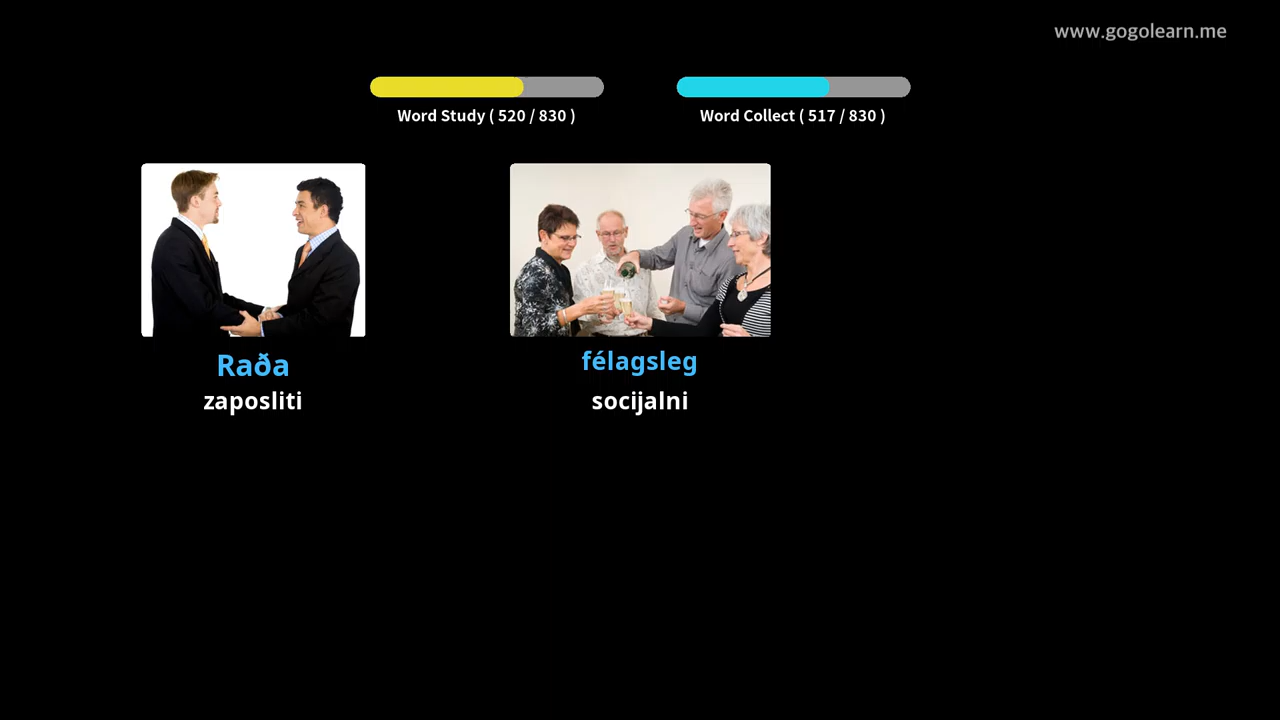 www.gogolearn.me
Word Study ( 520 / 830 )
Word Collect ( 517 / 830 )
Raða
zaposliti
félagsleg
socijalni